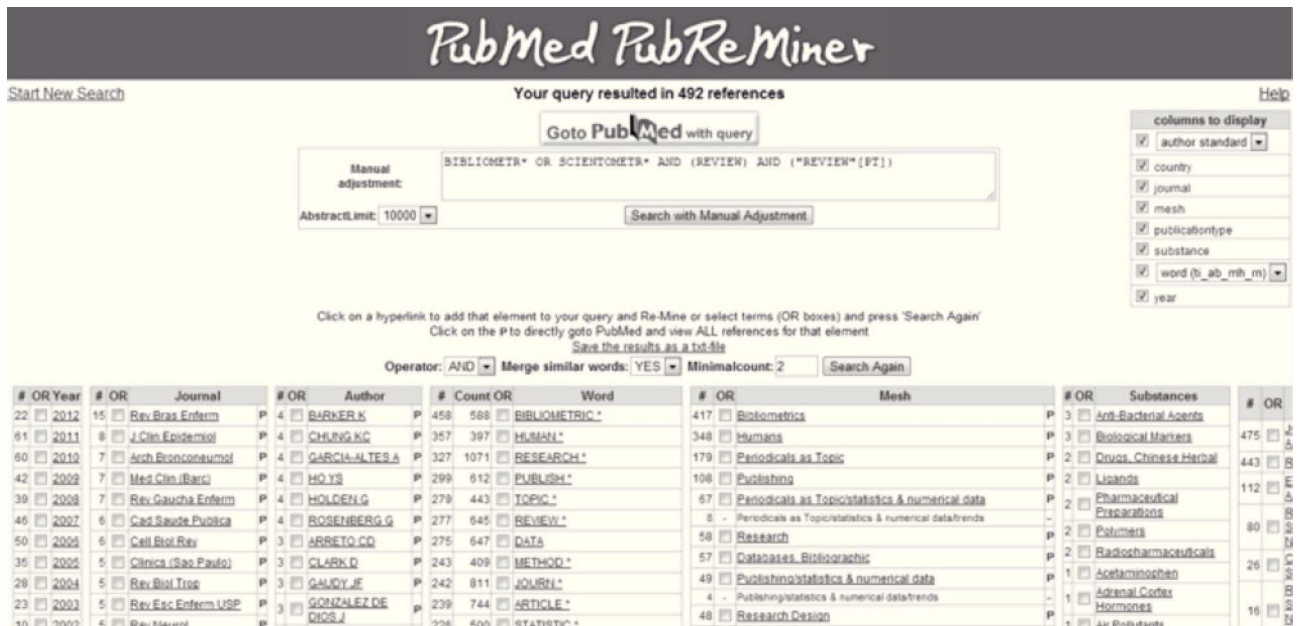 PubMed PubReMiner
Start New Search
Your query resulted in 492 references
Help
Goto PubMed with query
Manual adjustment:
BIBLIOMETR* OR SCIENTOMETR* AND (REVIEW) AND ("REVIEW"[PT])
AbstractLimit: 10000
Search with Manual Adjustment
columns to display
author standard
country
journal
mesh
publicationtype
substance
word (ti_ab_mh_rn)
year
Click on a hyperlink to add that element to your query and Re-Mine or select terms (OR boxes) and press 'Search Again'
Click on the P to directly goto PubMed and view ALL references for that element
Save the results as a txt-file
Operator: AND Merge similar words: YES Minimalcount: 2 Search Again
# OR Year
22 2012
61 2011
60 2010
42 2009
39 2008
46 2007
50 2006
35 2005
28 2004
23 2003
10 2002
# OR Journal
15 Rev Bras Enferm P
8 J Clin Epidemiol P
7 Arch Bronconeumol P
7 Med Clin (Barc) P
7 Rev Gaucha Enferm P
6 Cad Saude Publica P
6 Cell Biol Rev P
5 Clinics (Sao Paulo) P
5 Rev Biol Trop P
5 Rev Esc Enferm USP P
5 Rev Neurol P
# OR Author
4 BARKER K P
4 CHUNG KC P
4 GARCIA-ALTES A P
4 HO YS P
4 HOLDEN G P
4 ROSENBERG G P
3 ARRETO CD P
3 CLARK D P
3 GAUDY JF P
3 GONZALEZ DE DIOS J P
# Count OR Word
458 588 BIBLIOMETRIC *
357 397 HUMAN *
327 1071 RESEARCH *
299 612 PUBLISH *
279 443 TOPIC *
277 645 REVIEW *
275 647 DATA
243 409 METHOD *
242 811 JOURN *
239 744 ARTICLE *
226 500 STATISTIC *
# OR Mesh
417 Bibliometrics P
348 Humans P
179 Periodicals as Topic P
108 Publishing P
67 Periodicals as Topic/statistics & numerical data P
8 - Periodicals as Topic/statistics & numerical data/trends -
58 Research P
57 Databases, Bibliographic P
49 Publishing/statistics & numerical data P
4 - Publishing/statistics & numerical data/trends -
48 Research Design P
# OR Substances
3 Anti-Bacterial Agents
3 Biological Markers
2 Drugs, Chinese Herbal
2 Ligands
2 Pharmaceutical Preparations
2 Polymers
2 Radiopharmaceuticals
1 Acetaminophen
1 Adrenal Cortex Hormones
1 Air Pollutants
# OR
475
443
112
80
26
16